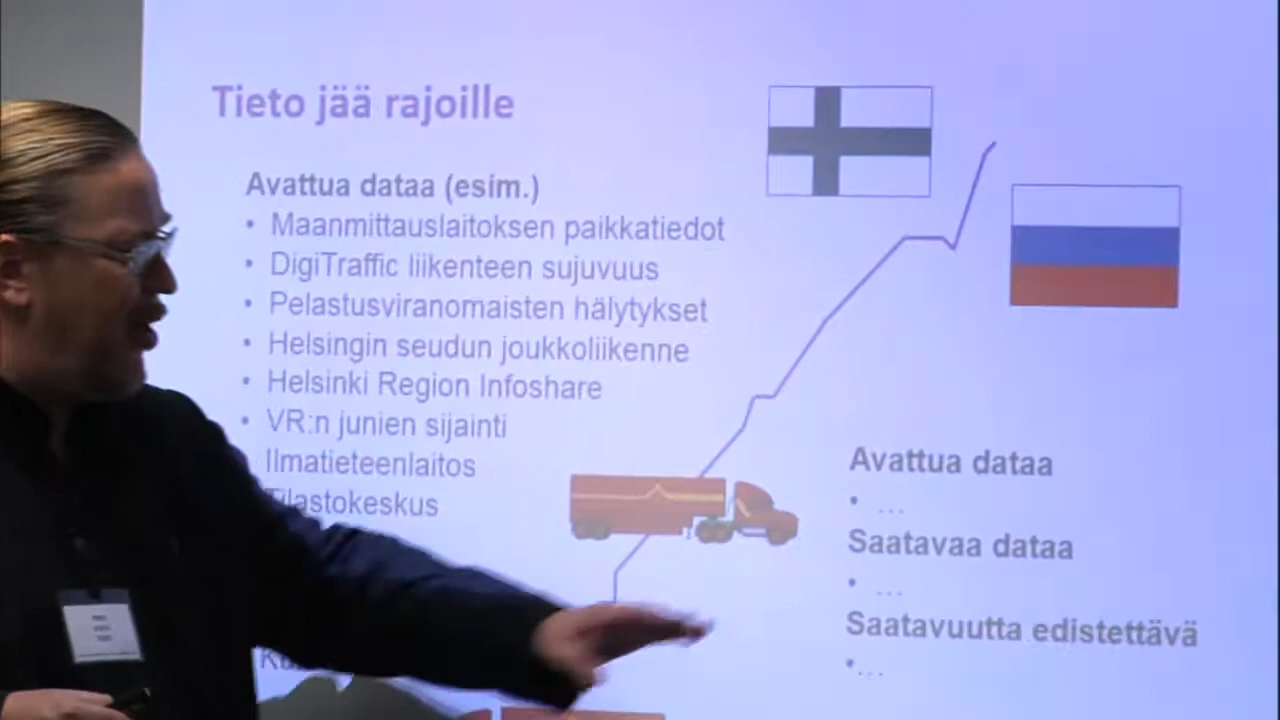 Tieto jää rajoille
Avattua dataa (esim.)
• Maanmittauslaitoksen paikkatiedot
• DigiTraffic liikenteen sujuvuus
• Pelastusviranomaisten hälytykset
• Helsingin seudun joukkoliikenne
• Helsinki Region Infoshare
• VR:n junien sijainti
Ilmatieteenlaitos
Tilastokeskus
Avattua dataa
• ...
Saatavaa dataa
• ...
Saatavuutta edistettävä
•...